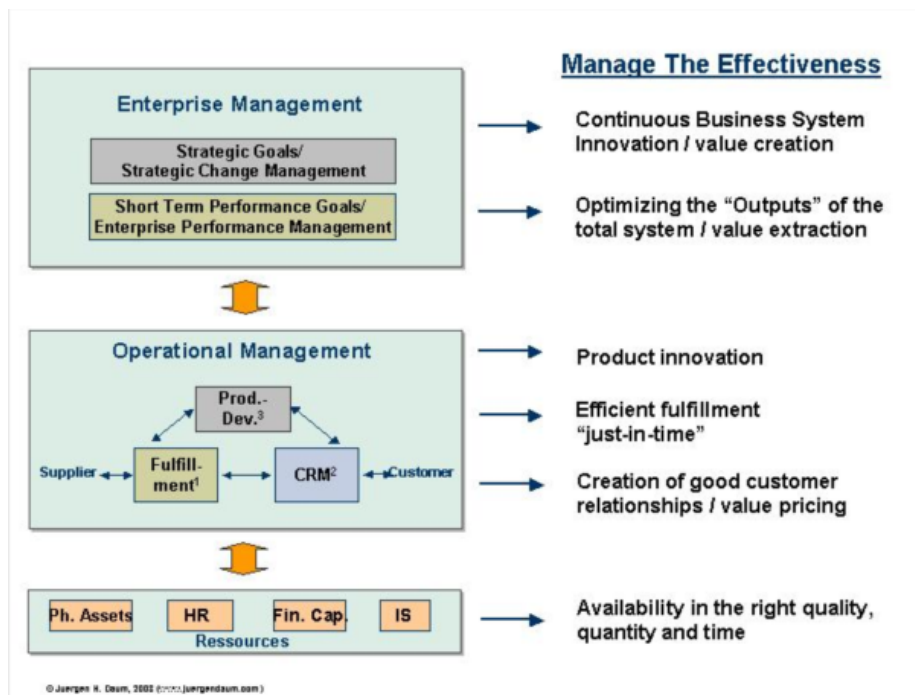 Manage The Effectiveness
Enterprise Management
Strategic Goals/
Strategic Change Management
Short Term Performance Goals/
Enterprise Performance Management
Continuous Business System
Innovation / value creation
Optimizing the “Outputs” of the
total system / value extraction
Operational Management
Prod.-
Dev.³
Supplier
Fulfill-
ment¹
CRM²
Customer
Product innovation
Efficient fulfillment
“just-in-time”
Creation of good customer
relationships / value pricing
Ph. Assets
HR
Fin. Cap.
IS
Ressources
Availability in the right quality,
quantity and time
© Juergen H. Daum, (www.juergendaum.com)